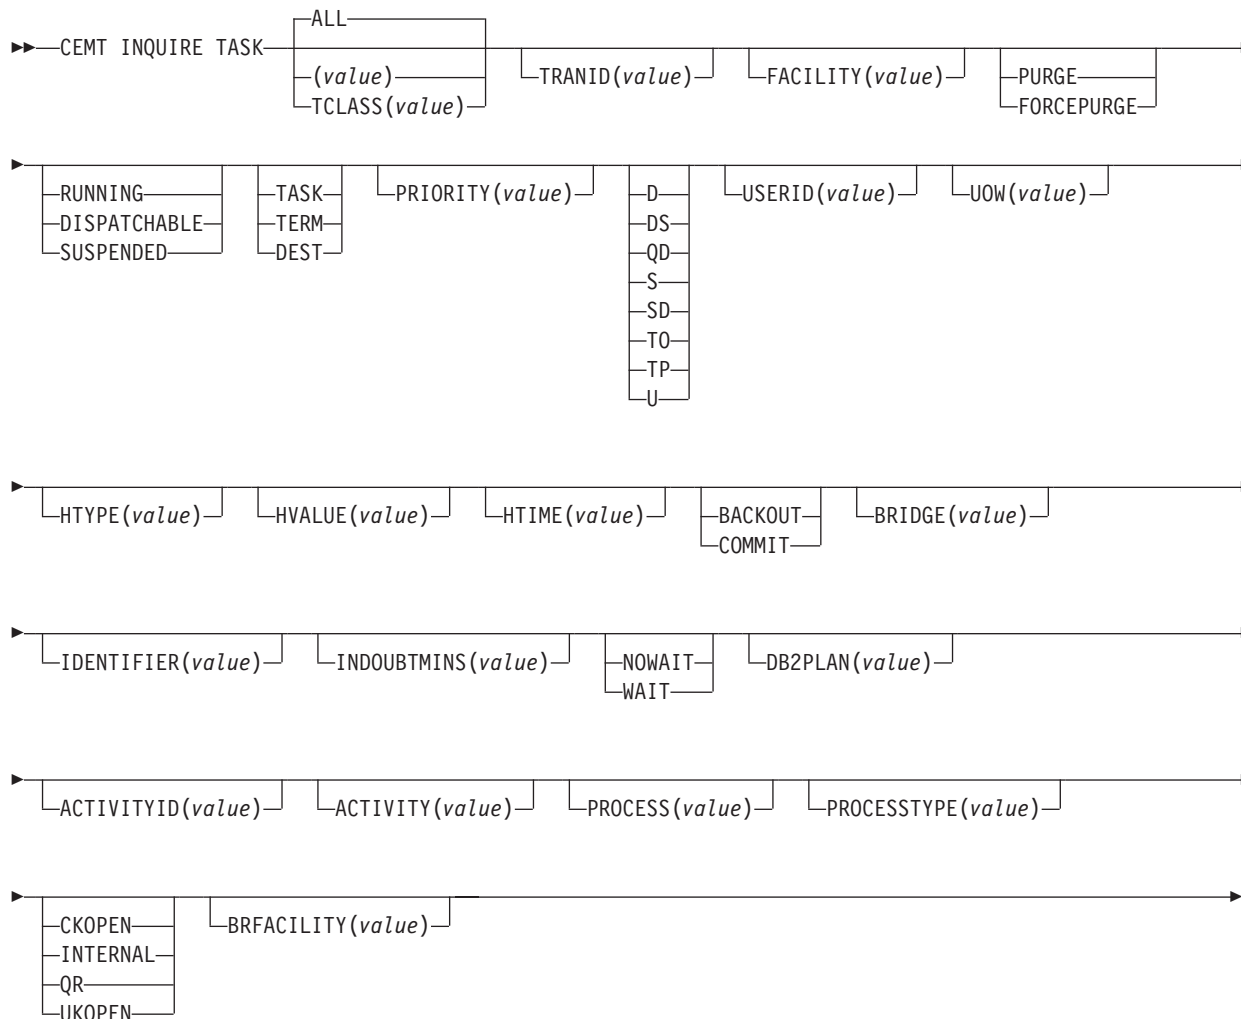 ALL
CEMT INQUIRE TASK
(value) TRANID(value) FACILITY(value) PURGE
TCLASS(value) FORCEPURGE
RUNNING TASK PRIORITY(value) D USERID(value) UOW(value)
DISPATCHABLE TERM DS
SUSPENDED DEST QD
S
SD
TO
TP
U
HTYPE(value) HVALUE(value) HTIME(value) BACKOUT BRIDGE(value)
COMMIT
IDENTIFIER(value) INDOUBTMINS(value) NOWAIT DB2PLAN(value)
WAIT
ACTIVITYID(value) ACTIVITY(value) PROCESS(value) PROCESSTYPE(value)
CKOPEN BRFACILITY(value)
INTERNAL
QR
UKOPEN